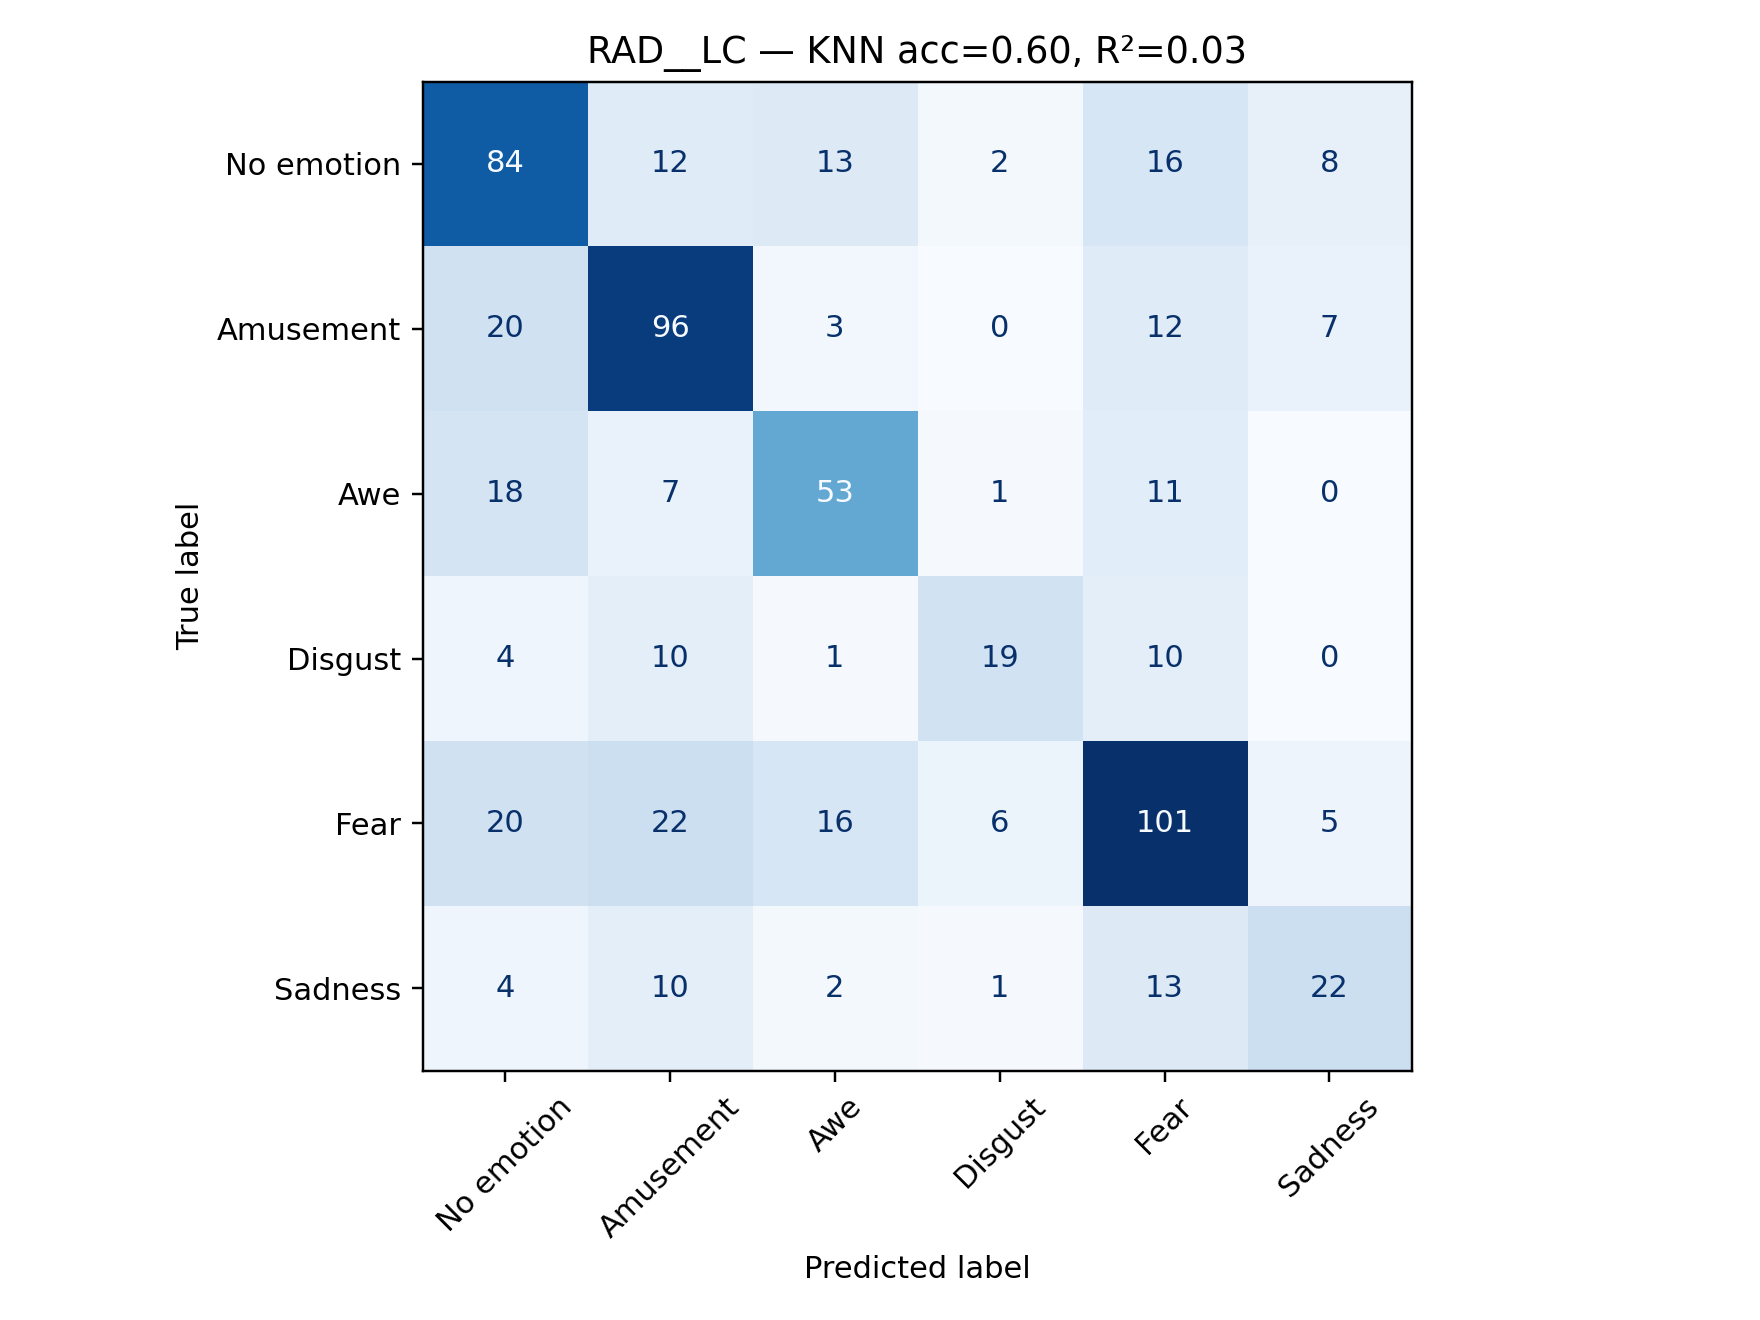 RAD__LC — KNN acc=0.60, R²=0.03
No emotion 84 12 13 2 16 8
Amusement 20 96 3 0 12 7
Awe 18 7 53 1 11 0
Disgust 4 10 1 19 10 0
Fear 20 22 16 6 101 5
Sadness 4 10 2 1 13 22
True label
No emotion Amusement Awe Disgust Fear Sadness
Predicted label